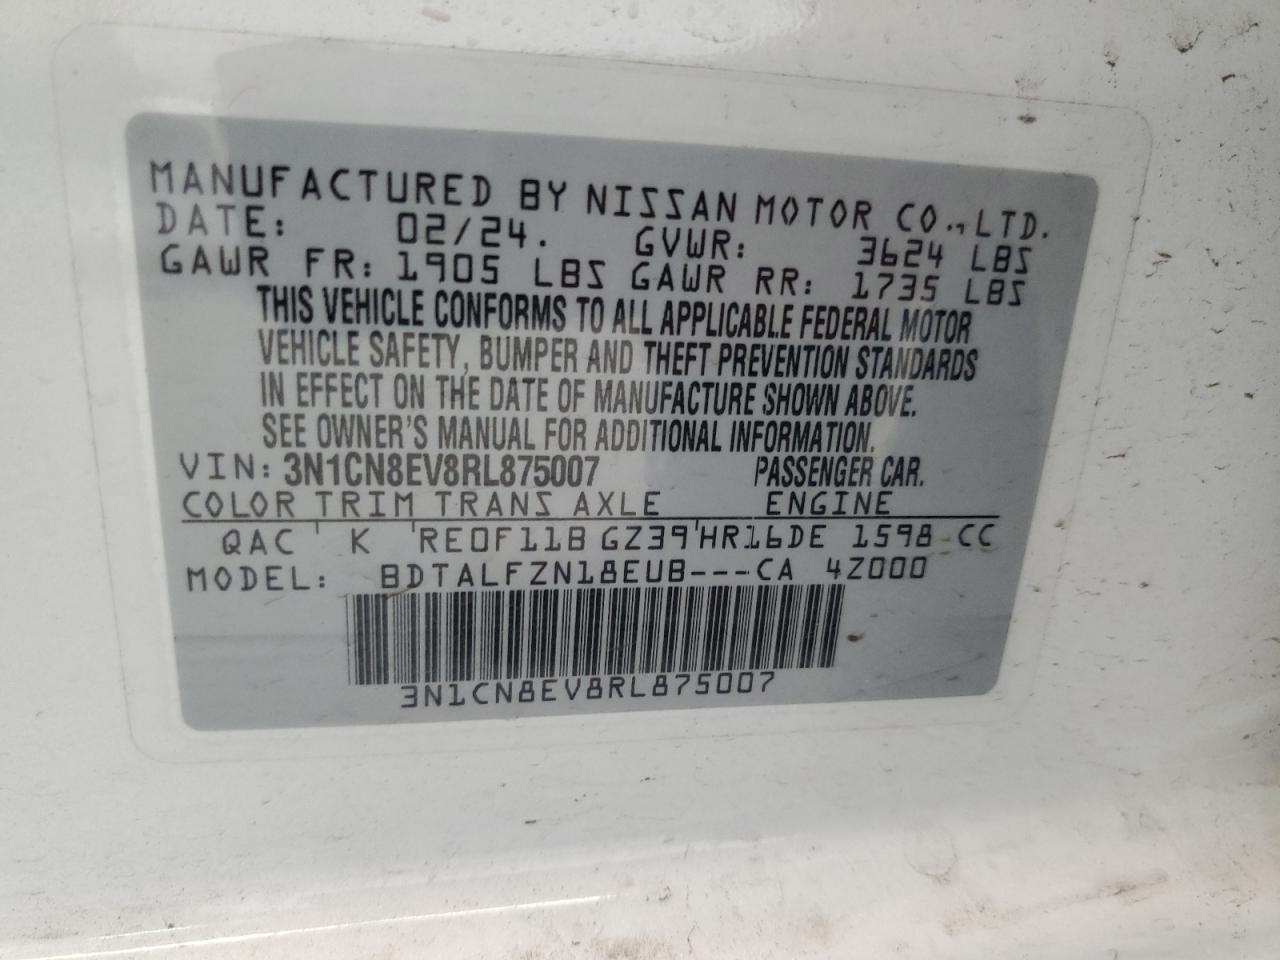 MANUFACTURED BY NISSAN MOTOR CO., LTD.
DATE: 02/24. GVWR: 3624 LBS
GAWR FR: 1905 LBS GAWR RR: 1735 LBS
THIS VEHICLE CONFORMS TO ALL APPLICABLE FEDERAL MOTOR
VEHICLE SAFETY, BUMPER AND THEFT PREVENTION STANDARDS
IN EFFECT ON THE DATE OF MANUFACTURE SHOWN ABOVE.
SEE OWNER'S MANUAL FOR ADDITIONAL INFORMATION.
VIN: 3N1CN8EV8RL875007 PASSENGER CAR.
COLOR TRIM TRANS AXLE ENGINE
QAC ' K ' RE0F11B GZ39 ' HR16DE 1598 CC
MODEL: BDTALFZN18EUB---CA 4Z000
3N1CN8EV8RL875007